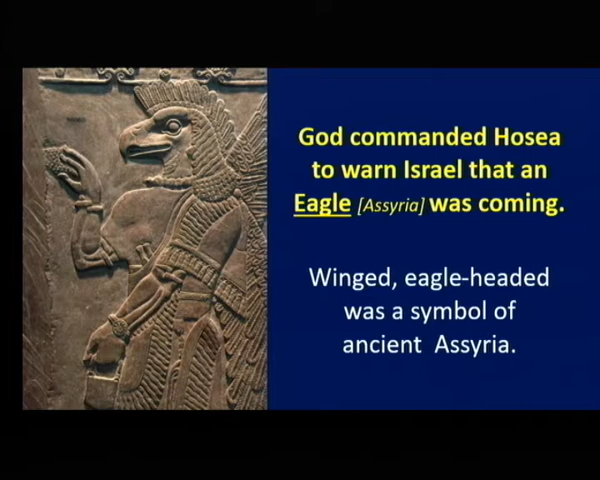 God commanded Hosea
to warn Israel that an
Eagle [Assyria] was coming.
Winged, eagle-headed
was a symbol of
ancient Assyria.